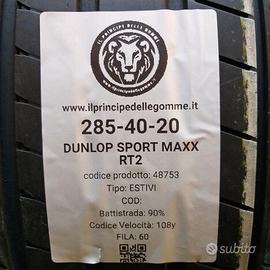 IL PRINCIPE DELLE GOMME
www.ilprincipedellegomme.it
285-40-20
DUNLOP SPORT MAXX
RT2
codice prodotto: 48753
Tipo: ESTIVI
COD:
Battistrada: 90%
Codice Velocità: 108y
FILA: 60
subito